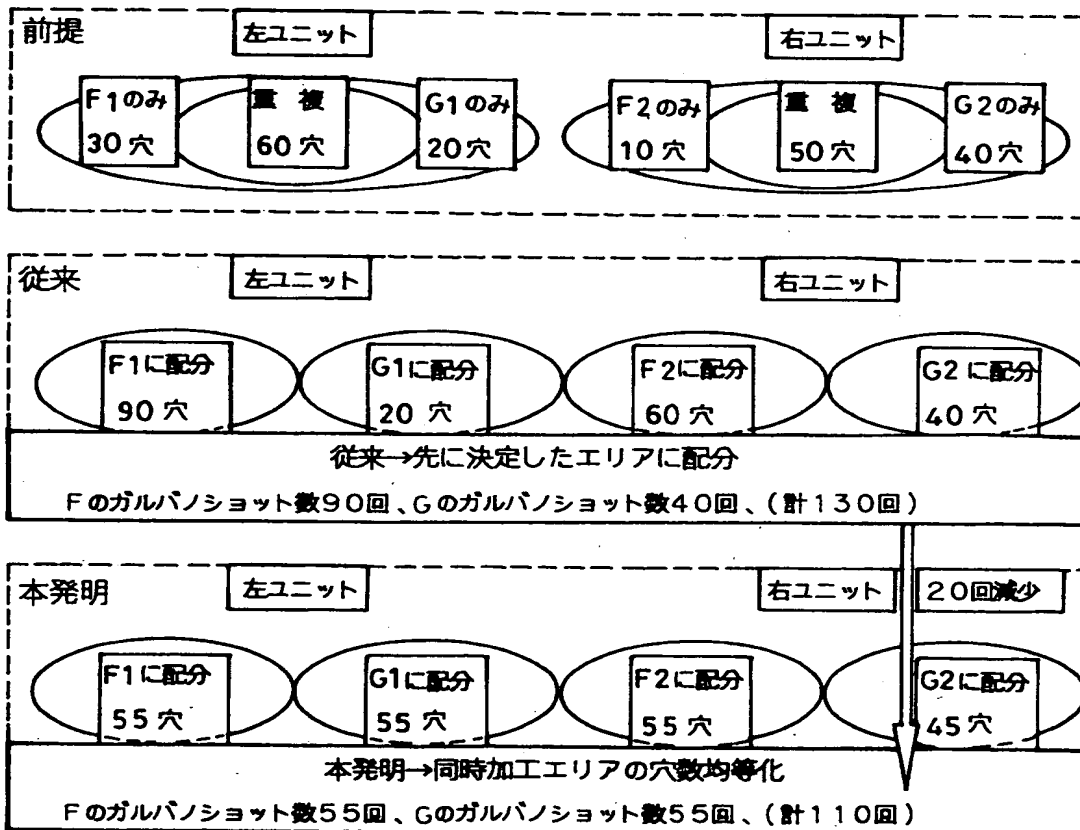 前提
左ユニット
右ユニット
F1のみ
30穴
重複
60穴
G1のみ
20穴
F2のみ
10穴
重複
50穴
G2のみ
40穴
従来
左ユニット
右ユニット
F1に配分
90穴
G1に配分
20穴
F2に配分
60穴
G2に配分
40穴
従来→先に決定したエリアに配分
Fのガルバノショット数90回、Gのガルバノショット数40回、(計130回)
本発明
左ユニット
右ユニット
20回減少
F1に配分
55穴
G1に配分
55穴
F2に配分
55穴
G2に配分
45穴
本発明→同時加工エリアの穴数均等化
Fのガルバノショット数55回、Gのガルバノショット数55回、(計110回)